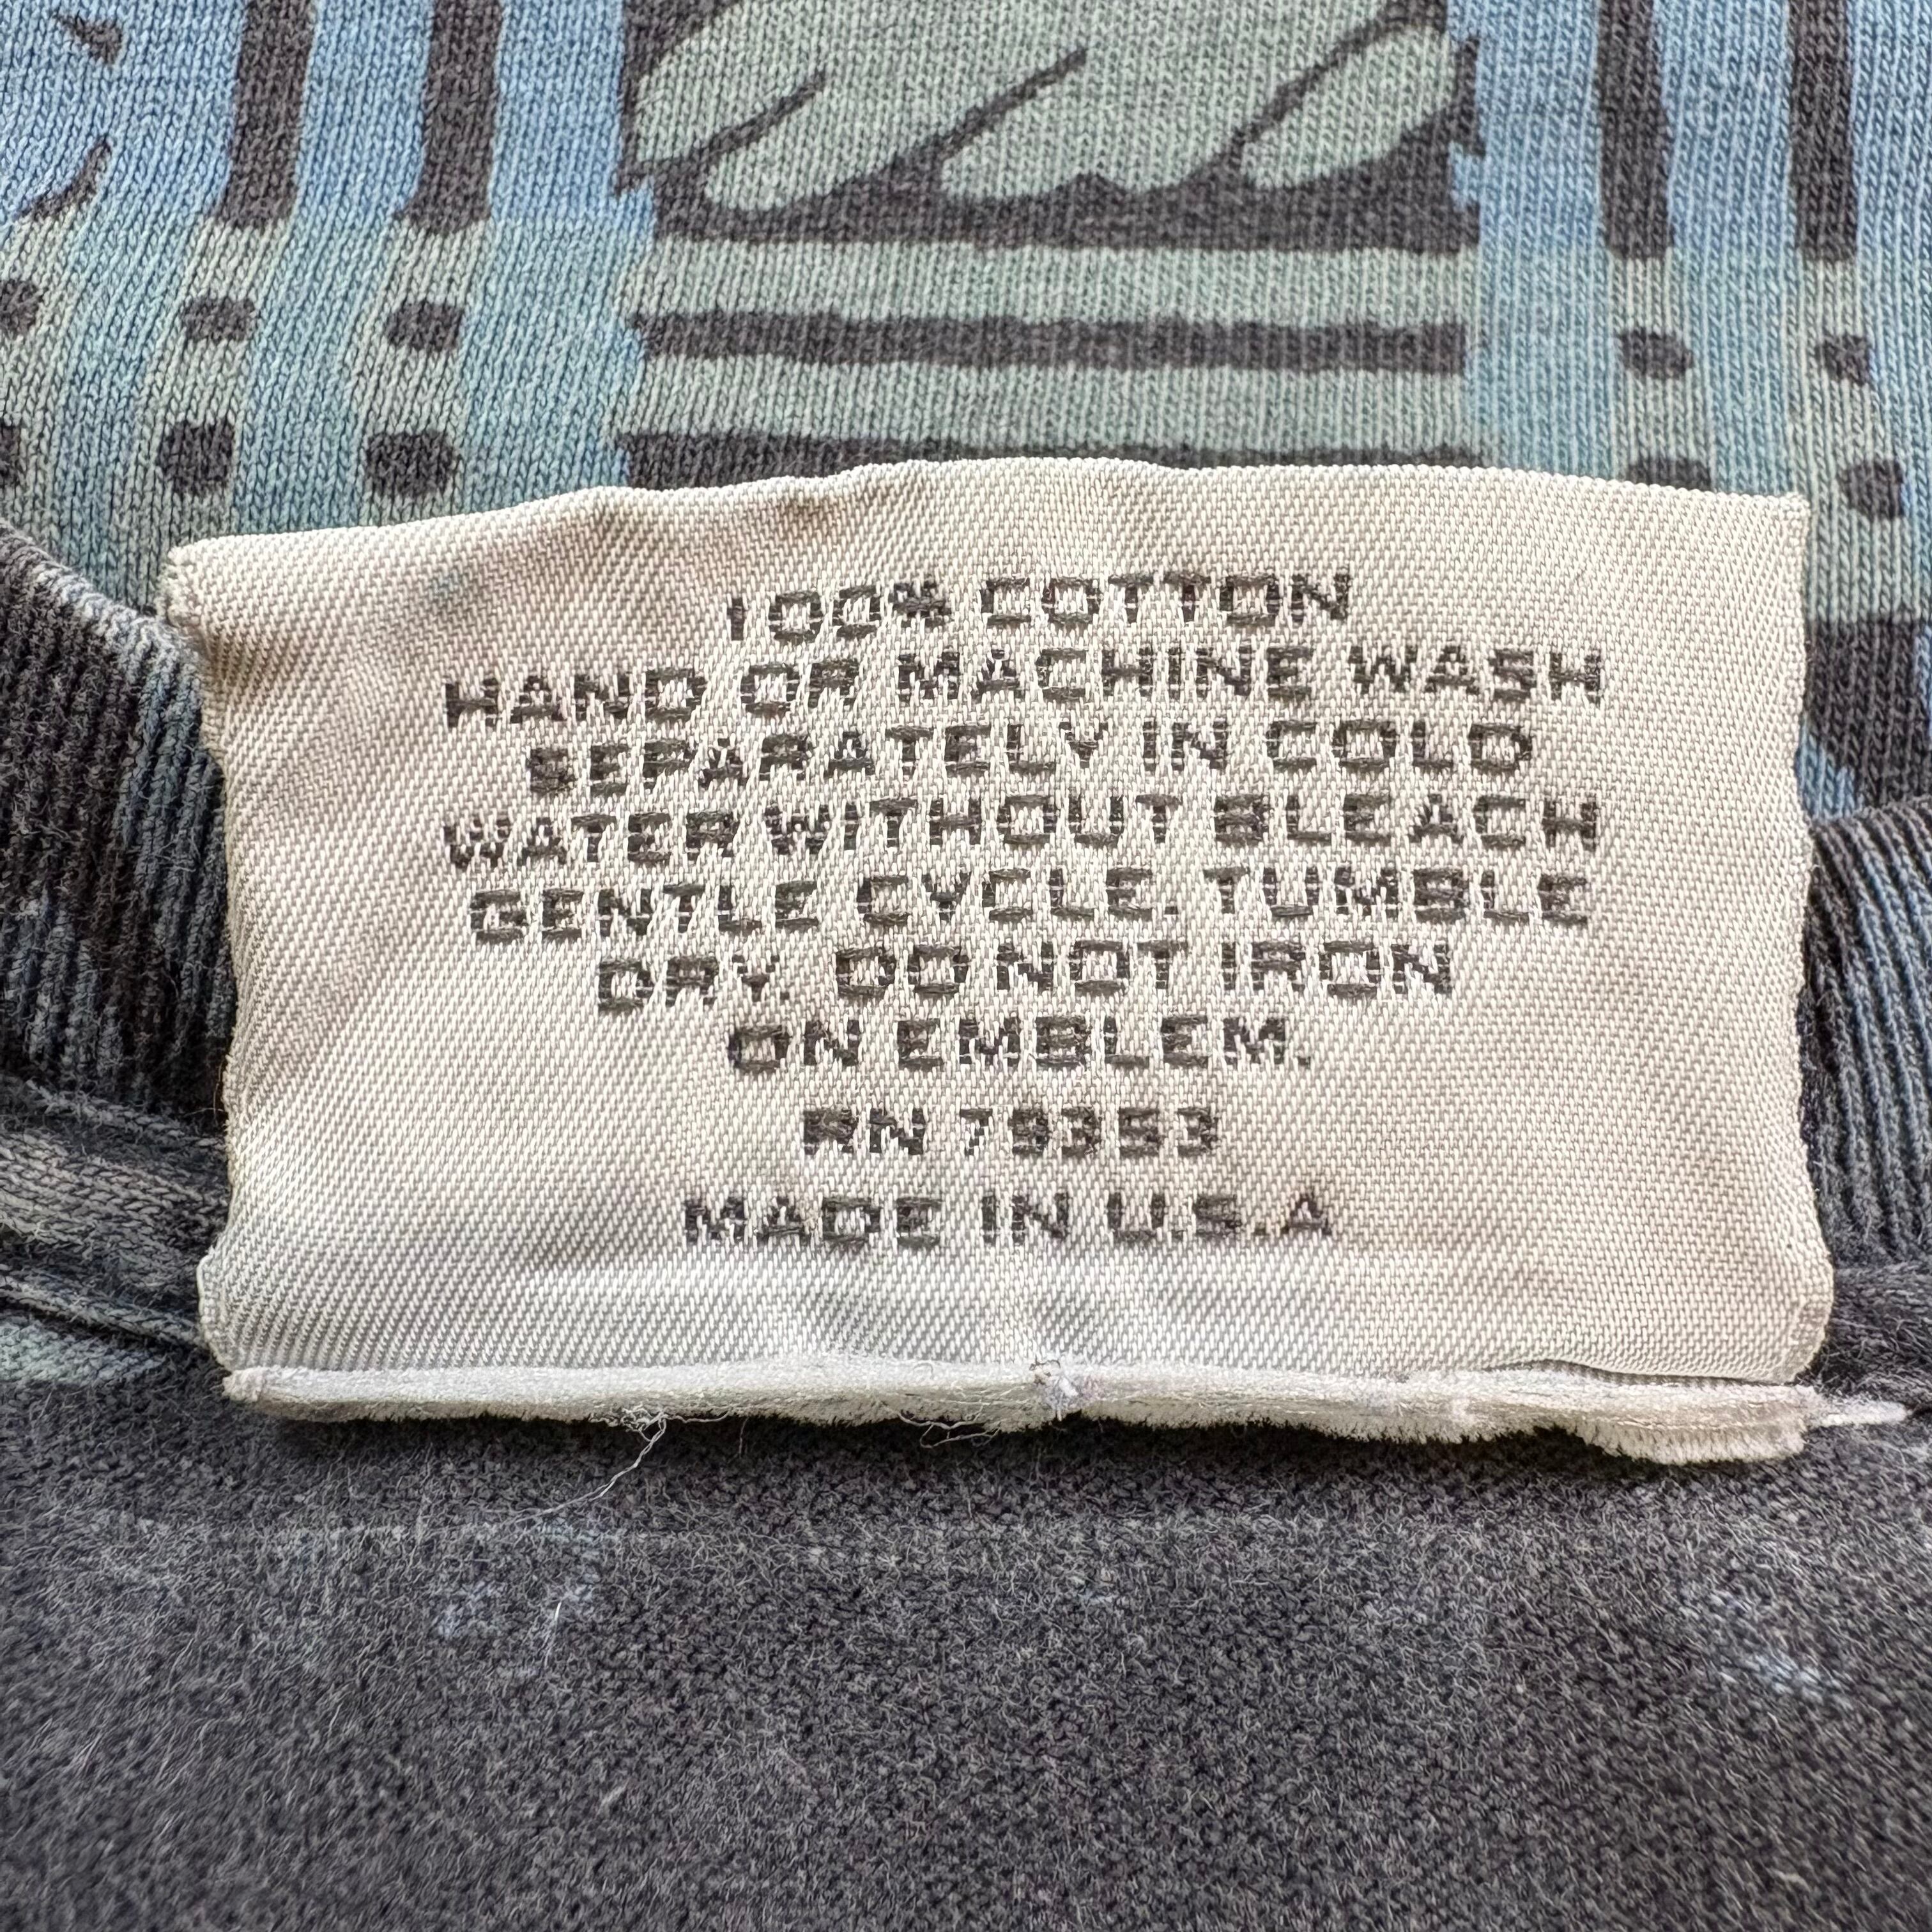 100% COTTON
HAND OR MACHINE WASH
SEPARATELY IN COLD
WATER WITHOUT BLEACH
GENTLE CYCLE. TUMBLE
DRY. DO NOT IRON
ON EMBLEM.
RN 79353
MADE IN U.S.A